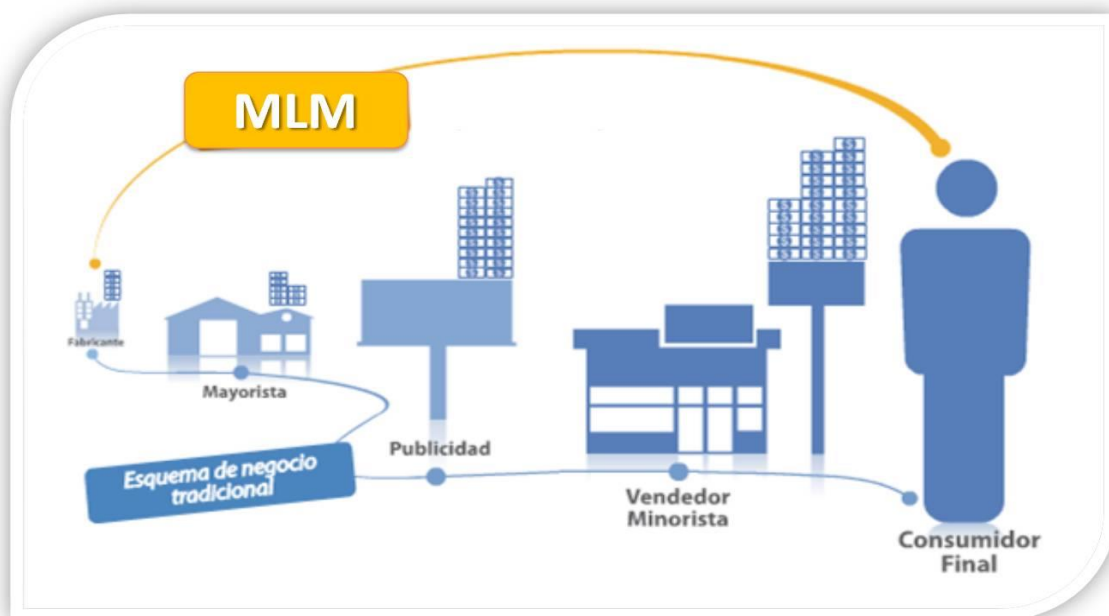 MLM
Fabricante
Mayorista
Esquema de negocio
tradicional
Publicidad
Vendedor
Minorista
Consumidor
Final